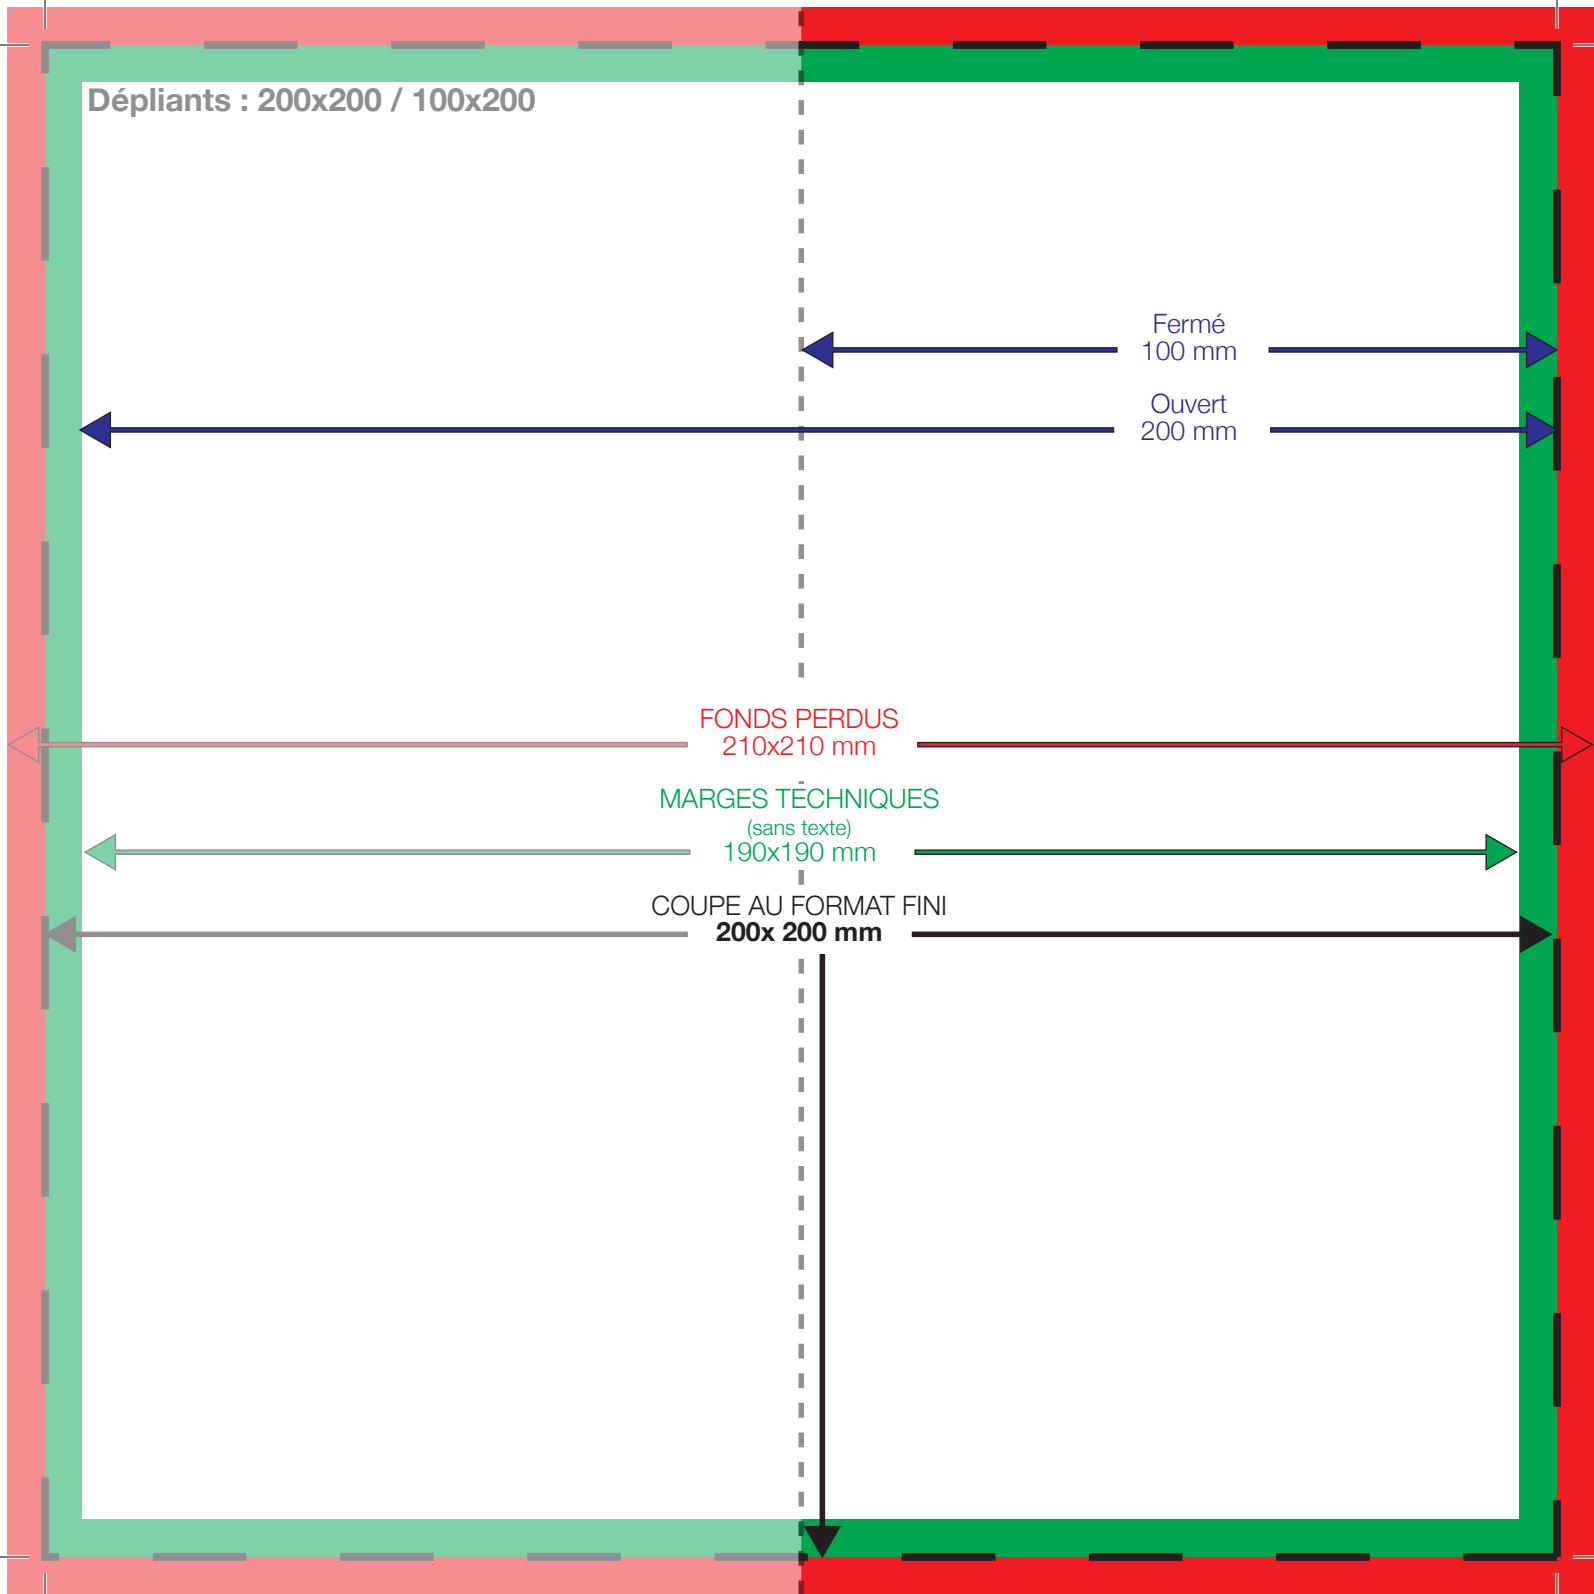 Dépliants : 200x200 / 100x200
Fermé
100 mm
Ouvert
200 mm
FONDS PERDUS
210x210 mm
MARGES TECHNIQUES
(sans texte)
190x190 mm
COUPE AU FORMAT FINI
200x 200 mm